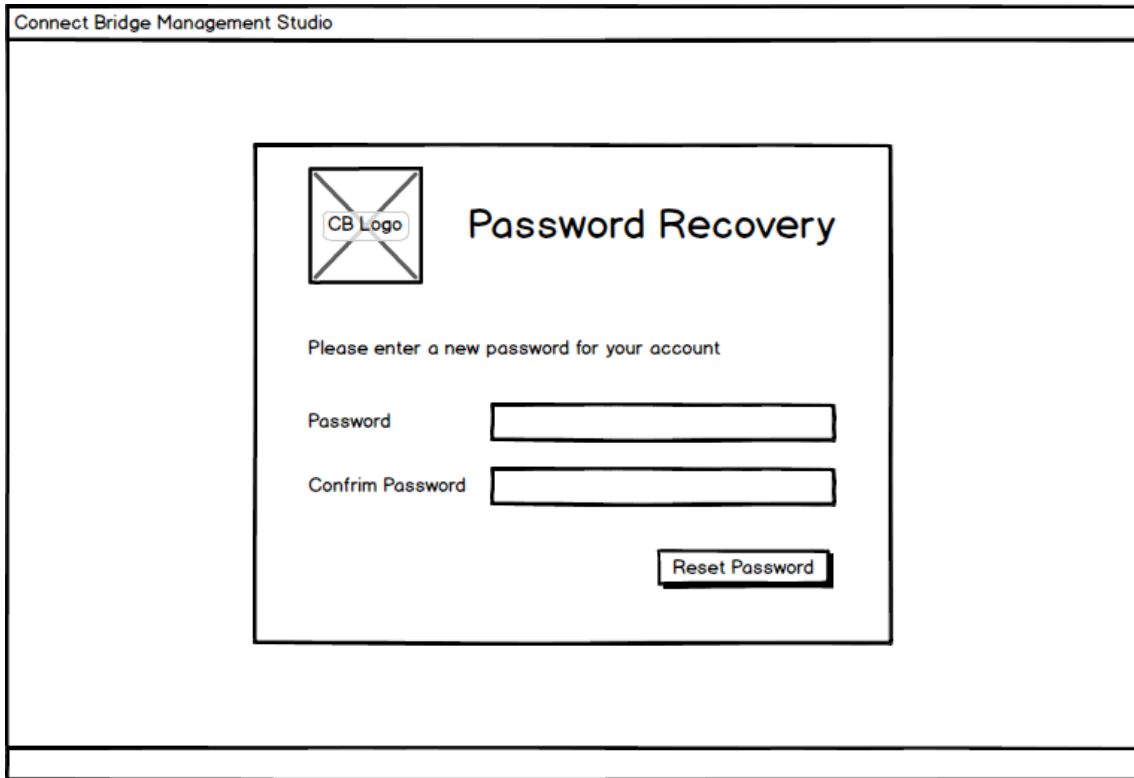 Connect Bridge Management Studio
CB Logo
Password Recovery
Please enter a new password for your account
Password
Confrim Password
Reset Password